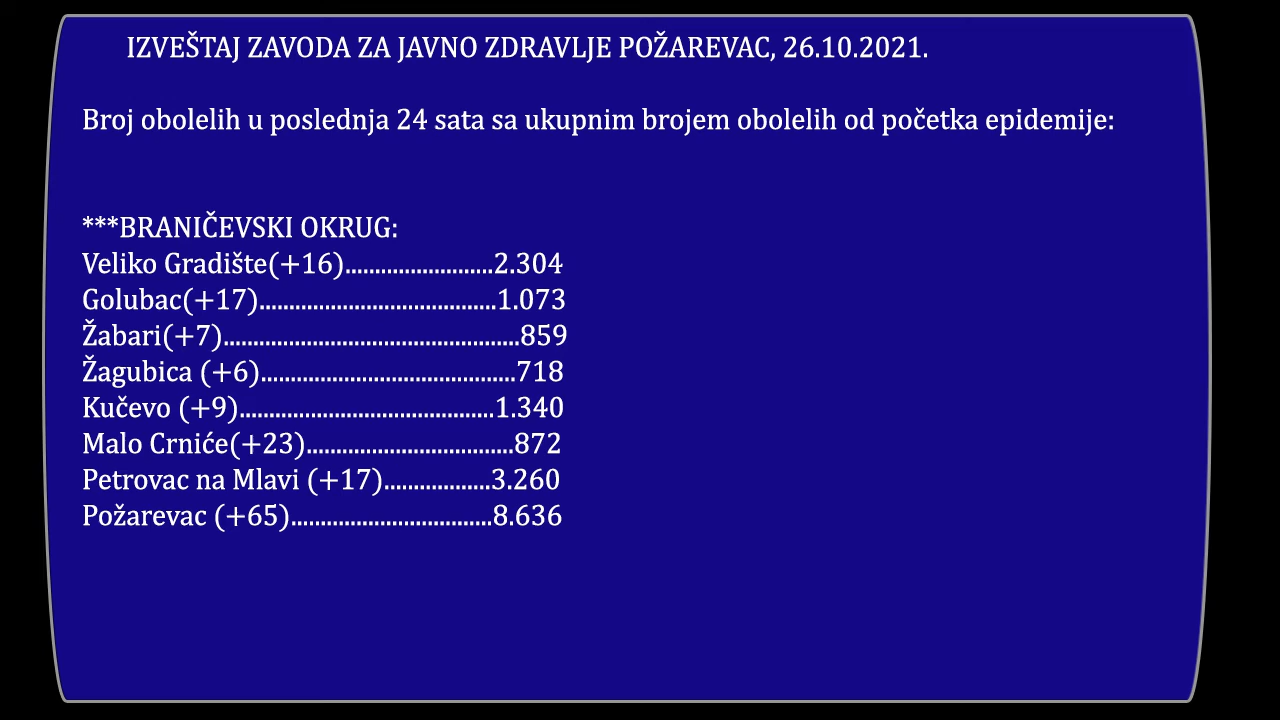 IZVEŠTAJ ZAVODA ZA JAVNO ZDRAVLJE POŽAREVAC, 26.10.2021.
Broj obolelih u poslednja 24 sata sa ukupnim brojem obolelih od početka epidemije:
***BRANIČEVSKI OKRUG:
Veliko Gradište(+16).........................2.304
Golubac(+17)........................................1.073
Žabari(+7)..................................................859
Žagubica (+6)...........................................718
Kučevo (+9)...........................................1.340
Malo Crniće(+23)...................................872
Petrovac na Mlavi (+17)..................3.260
Požarevac (+65)..................................8.636